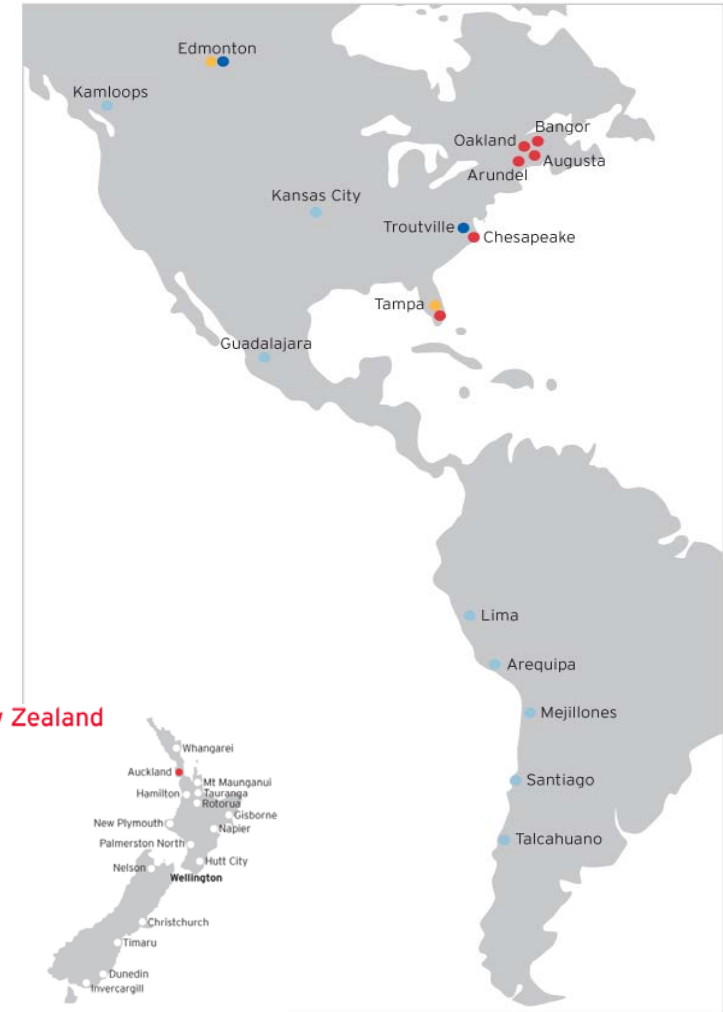 Edmonton
Kamloops
Bangor
Oakland
Augusta
Arundel
Kansas City
Troutville
Chesapeake
Tampa
Guadalajara
Lima
Arequipa
Mejillones
Santiago
Talcahuano
Zealand
Whangarei
Auckland
Mt Maunganui
Hamilton
Tauranga
Rotorua
Gisborne
New Plymouth
Napier
Palmerston North
Hutt City
Nelson
Wellington
Christchurch
Timaru
Dunedin
Invercargill